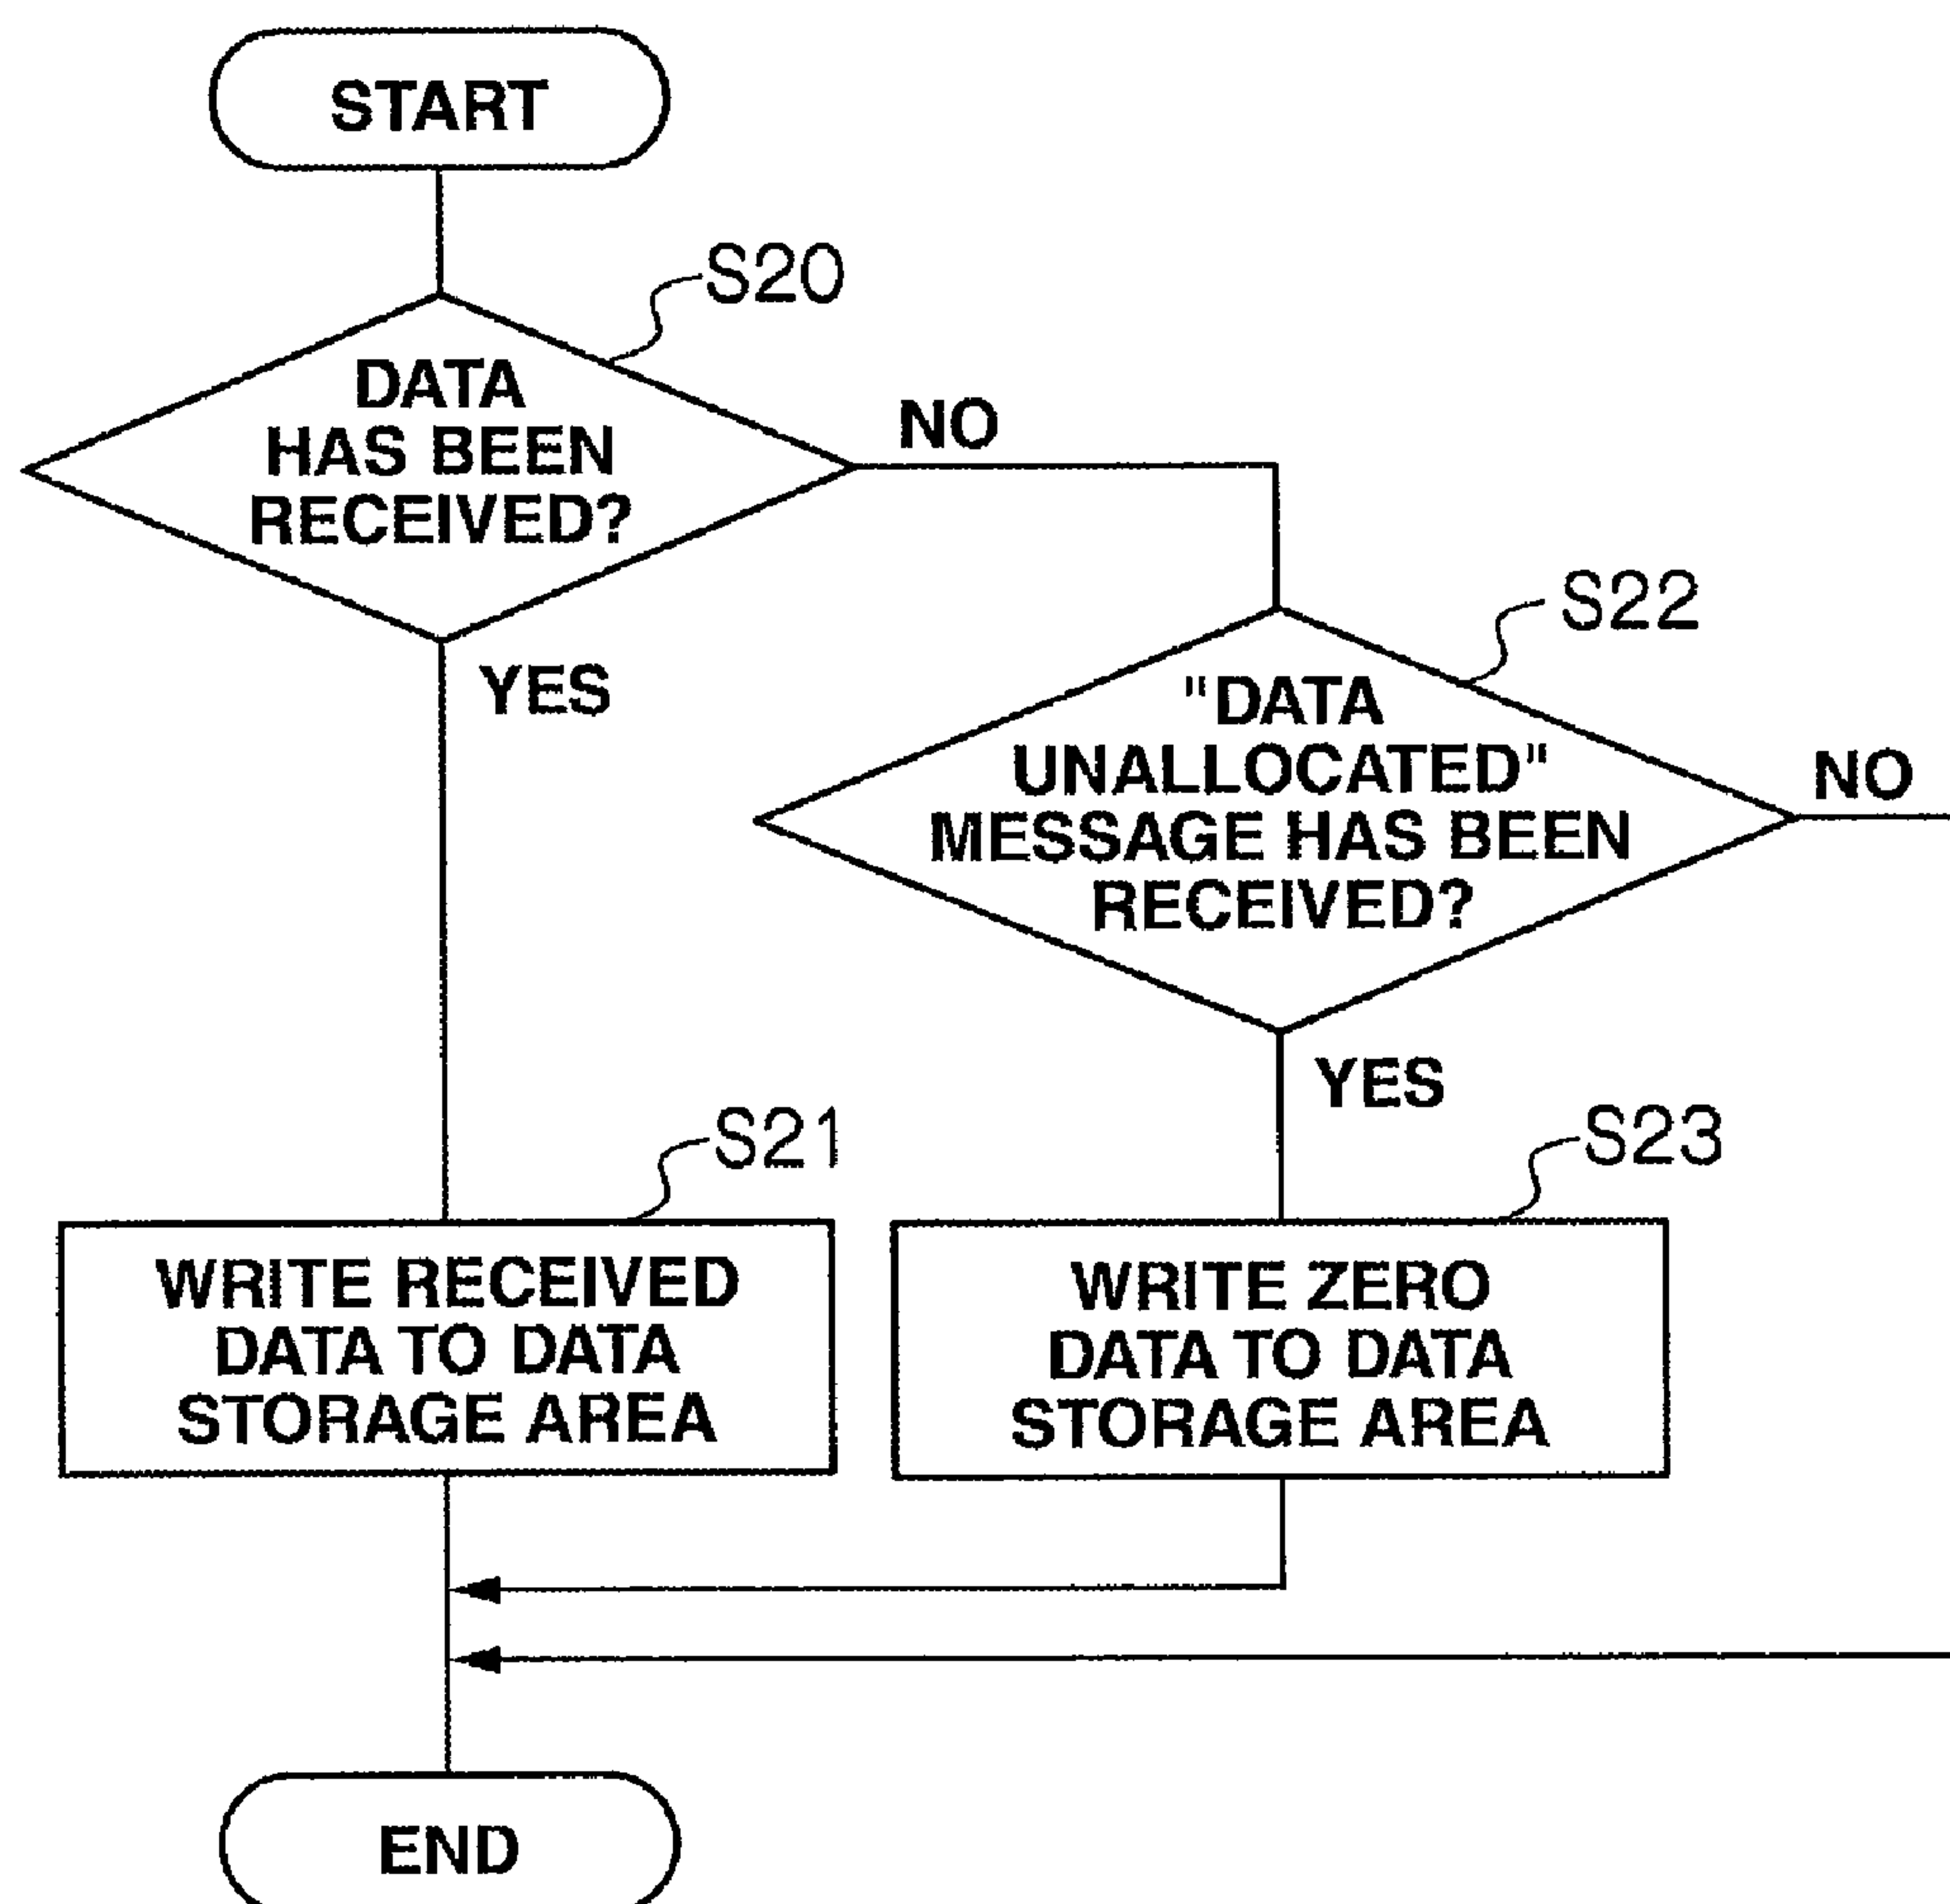 START
S20
DATA
HAS BEEN
RECEIVED?
NO
YES
S22
"DATA
UNALLOCATED"
MESSAGE HAS BEEN
RECEIVED?
NO
YES
S21
WRITE RECEIVED
DATA TO DATA
STORAGE AREA
S23
WRITE ZERO
DATA TO DATA
STORAGE AREA
END